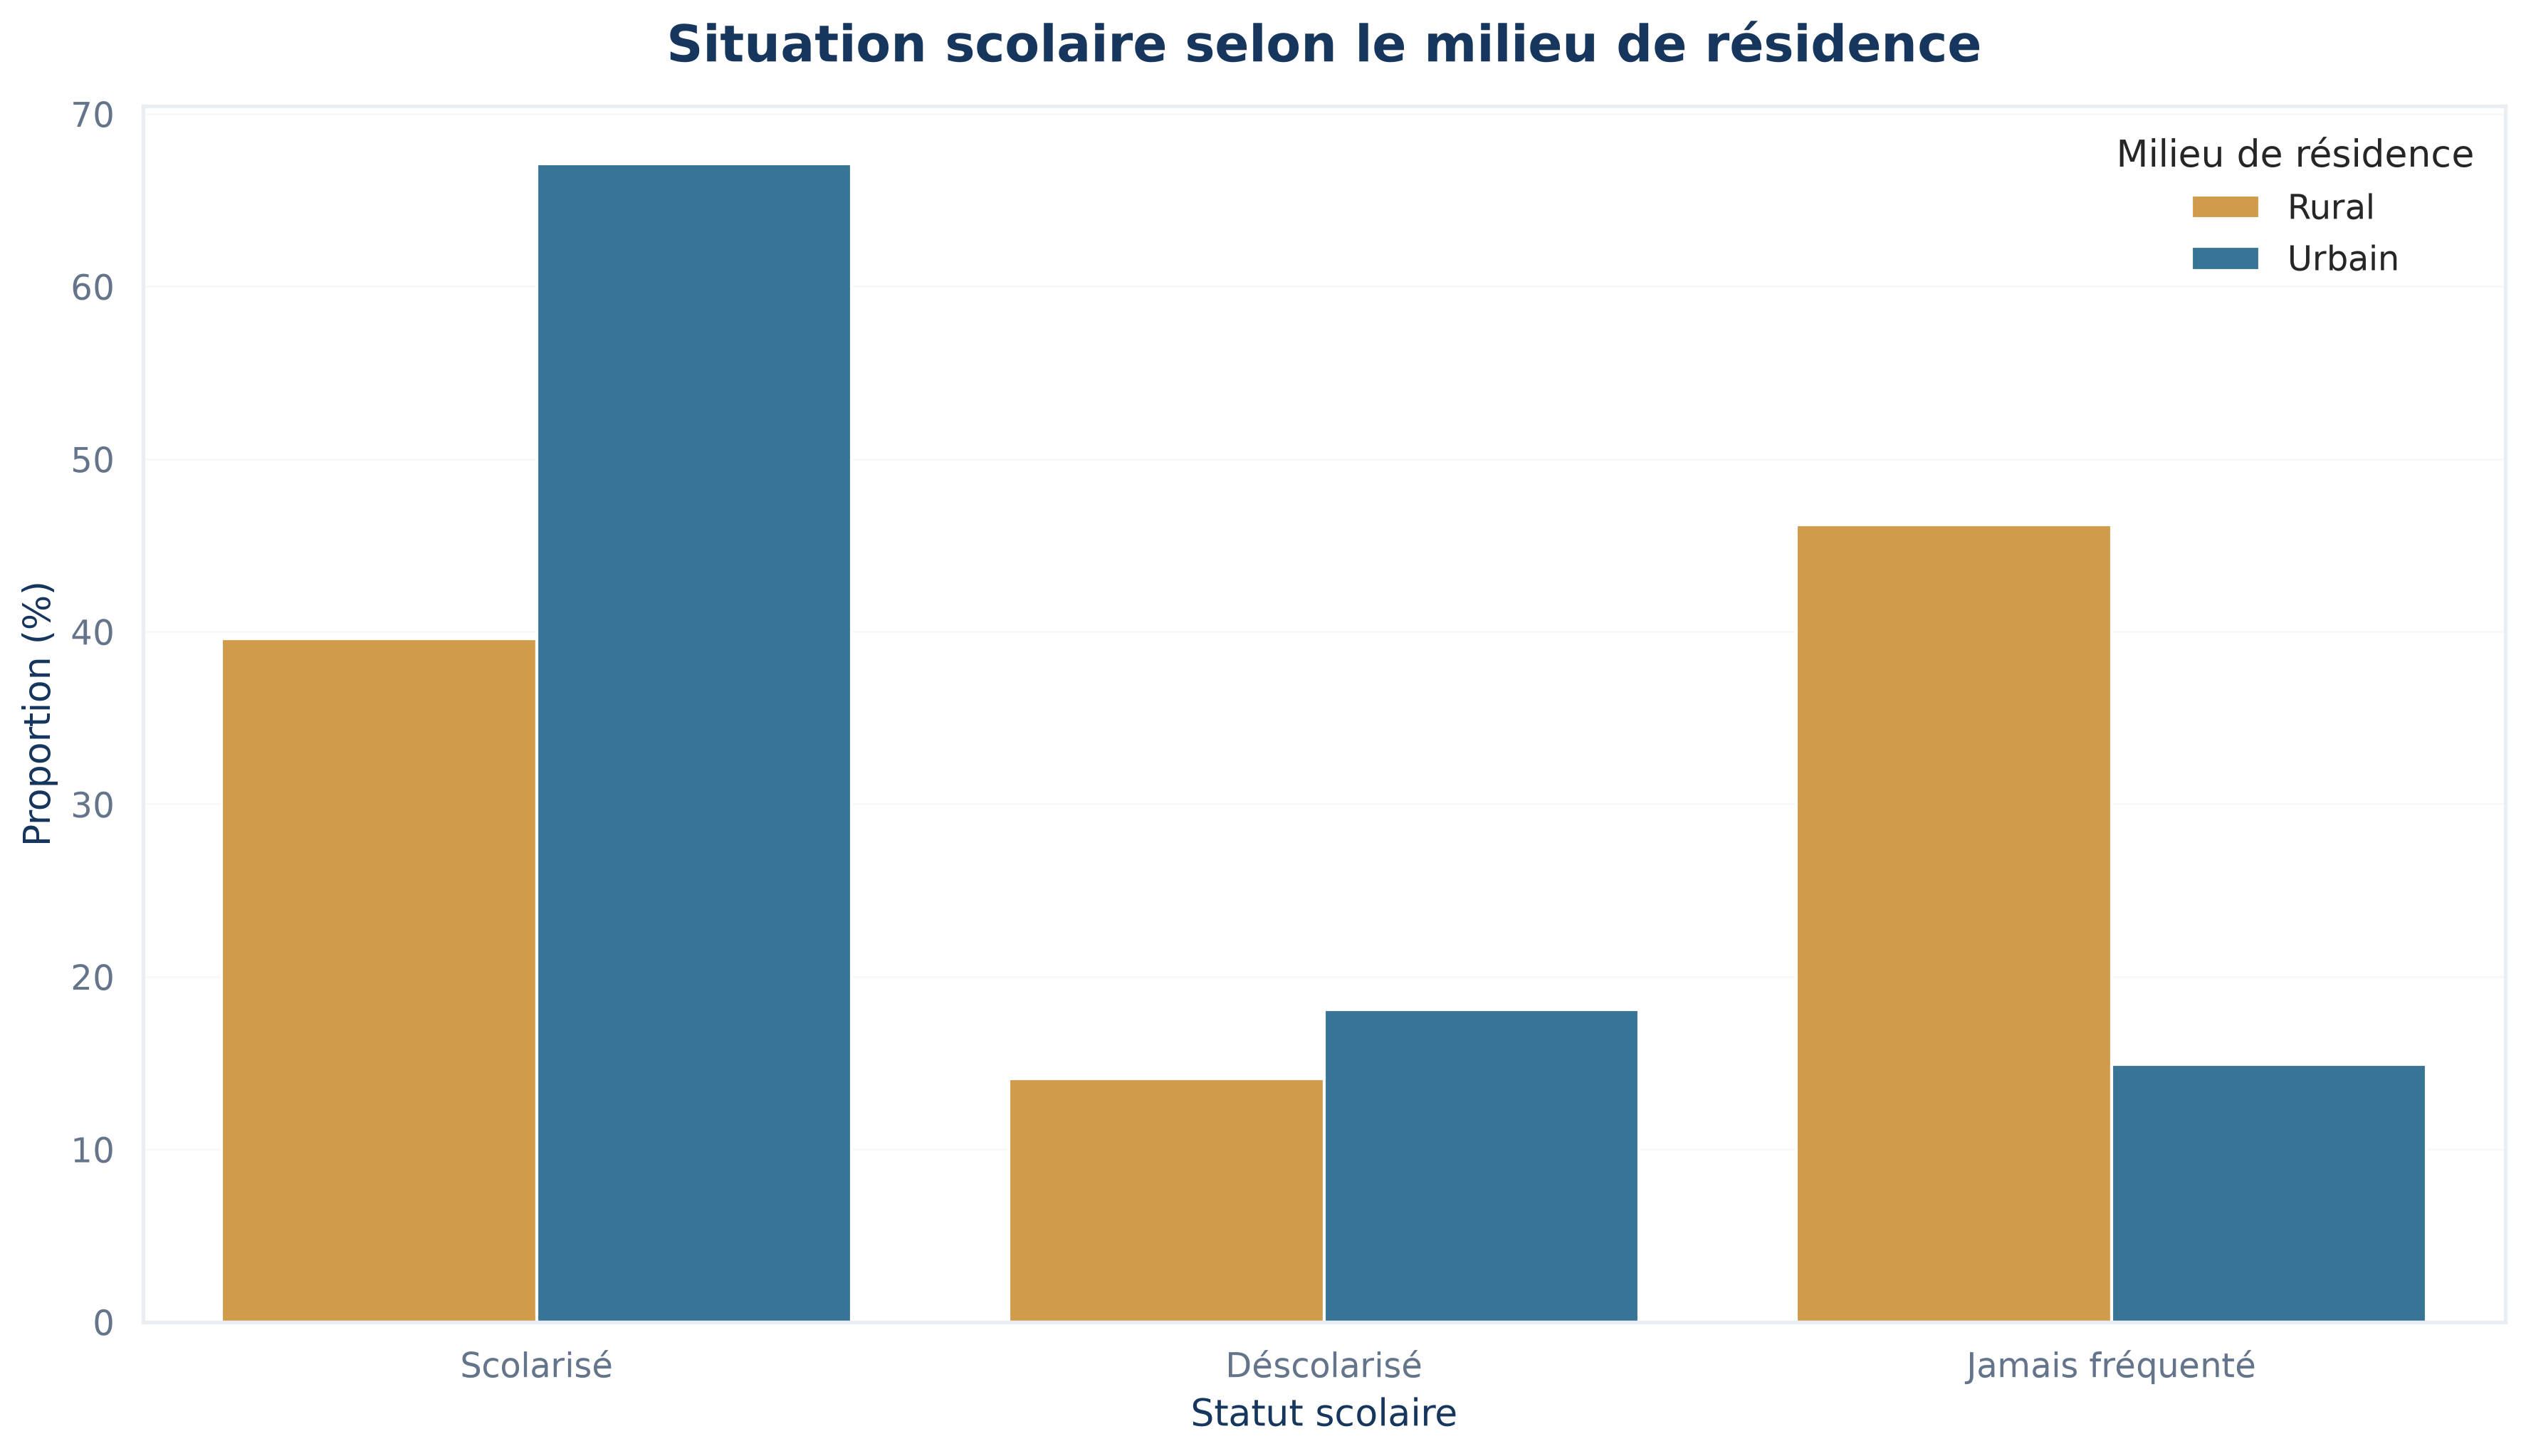 Situation scolaire selon le milieu de résidence
Milieu de résidence
Rural
Urbain
Proportion (%)
70
60
50
40
30
20
10
0
Scolarisé
Déscolarisé
Jamais fréquenté
Statut scolaire